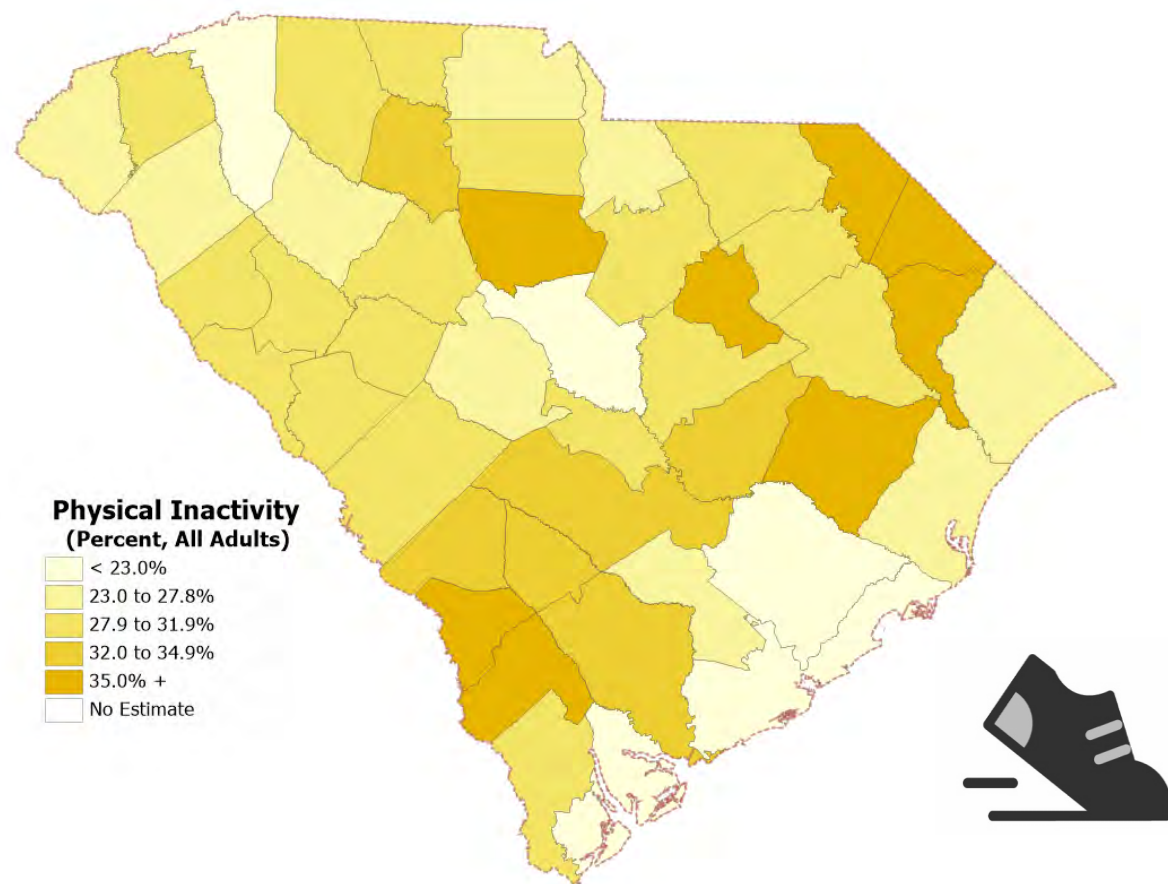 Physical Inactivity
(Percent, All Adults)
< 23.0%
23.0 to 27.8%
27.9 to 31.9%
32.0 to 34.9%
35.0% +
No Estimate